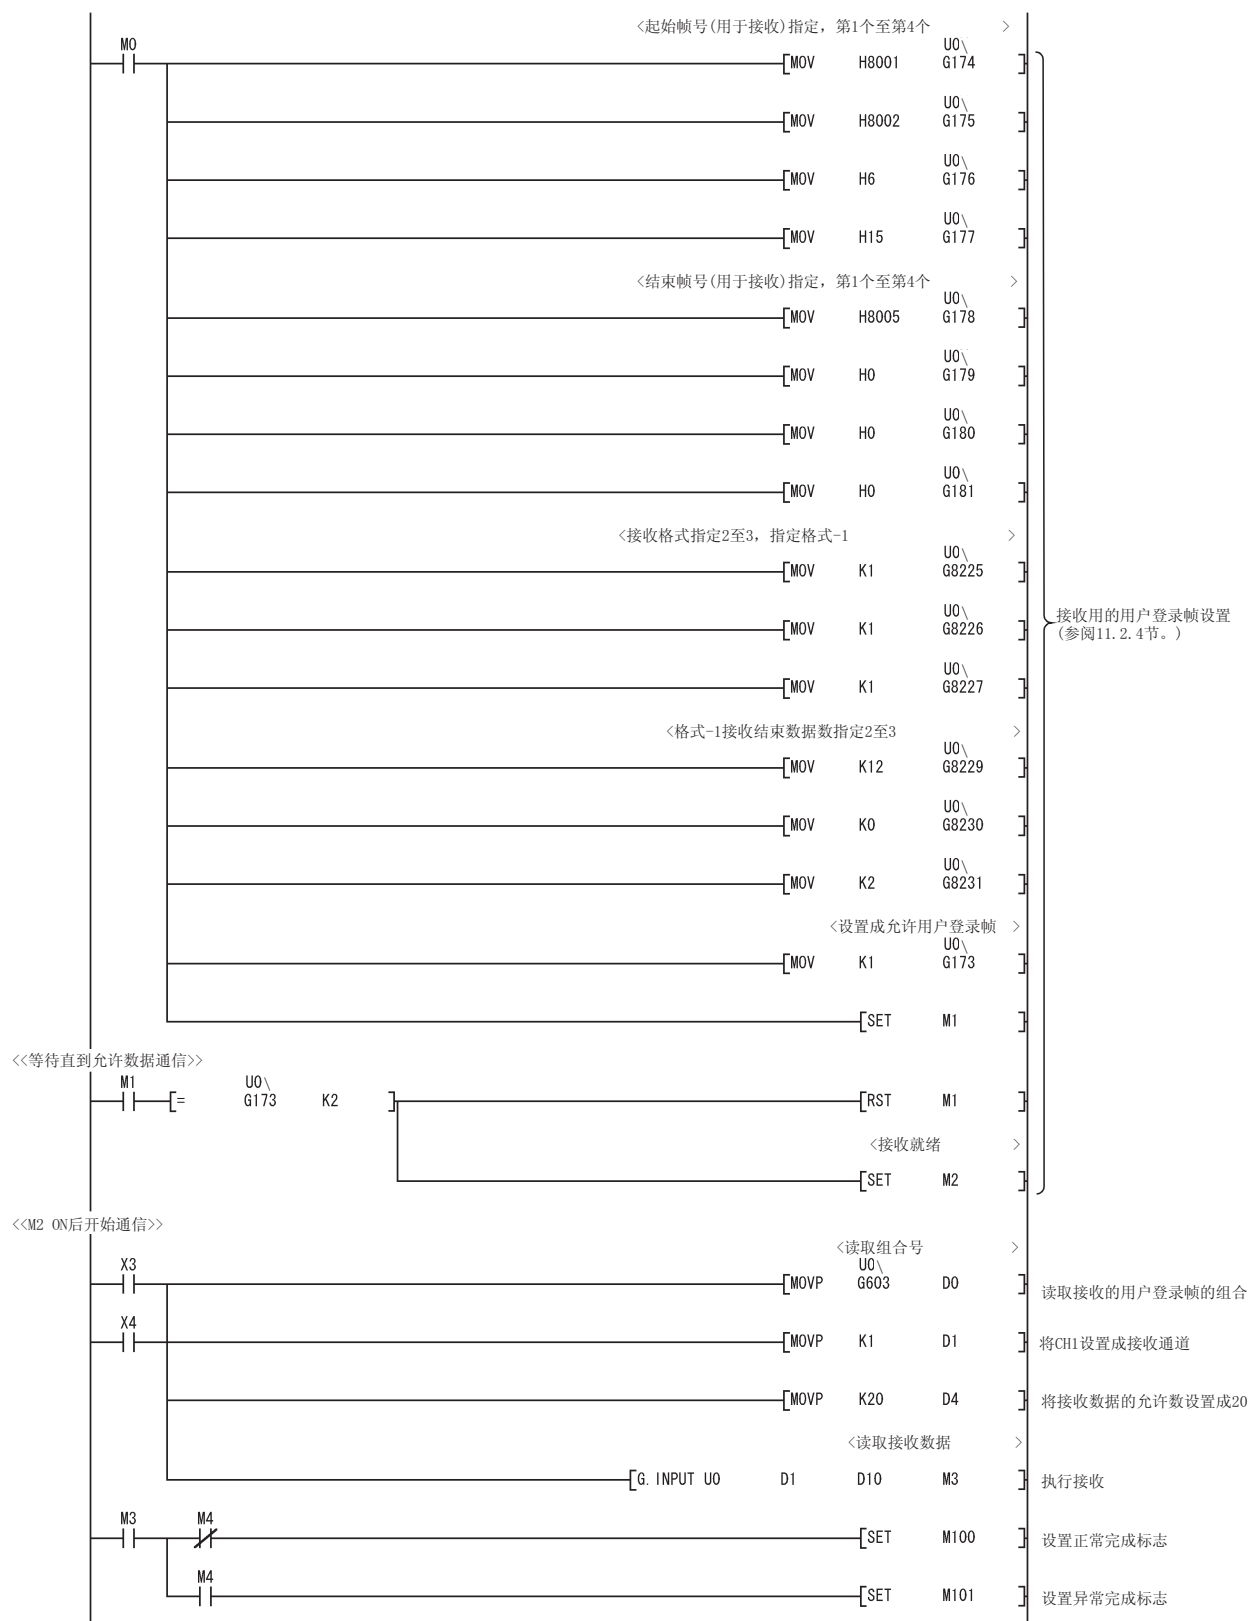 <起始帧号(用于接收)指定，第1个至第4个 >
M0
U0\
[MOV H8001 G174 ]
U0\
[MOV H8002 G175 ]
U0\
[MOV H6 G176 ]
U0\
[MOV H15 G177 ]
<结束帧号(用于接收)指定，第1个至第4个 >
U0\
[MOV H8005 G178 ]
U0\
[MOV H0 G179 ]
U0\
[MOV H0 G180 ]
U0\
[MOV H0 G181 ]
<接收格式指定2至3，指定格式-1 >
U0\
[MOV K1 G8225 ]
U0\
[MOV K1 G8226 ]
接收用的用户登录帧设置
(参阅11.2.4节。)
U0\
[MOV K1 G8227 ]
<格式-1接收结束数据数指定2至3 >
U0\
[MOV K12 G8229 ]
U0\
[MOV K0 G8230 ]
U0\
[MOV K2 G8231 ]
<设置成允许用户登录帧 >
U0\
[MOV K1 G173 ]
[SET M1 ]
<<等待直到允许数据通信>>
M1 U0\
[= G173 K2 ] [RST M1 ]
<接收就绪 >
[SET M2 ]
<<M2 ON后开始通信>>
<读取组合号 >
X3 U0\
[MOVP G603 D0 ] 读取接收的用户登录帧的组合
X4
[MOVP K1 D1 ] 将CH1设置成接收通道
[MOVP K20 D4 ] 将接收数据的允许数设置成20
<读取接收数据 >
[G.INPUT U0 D1 D10 M3 ] 执行接收
M3 M4
[SET M100 ] 设置正常完成标志
M4
[SET M101 ] 设置异常完成标志